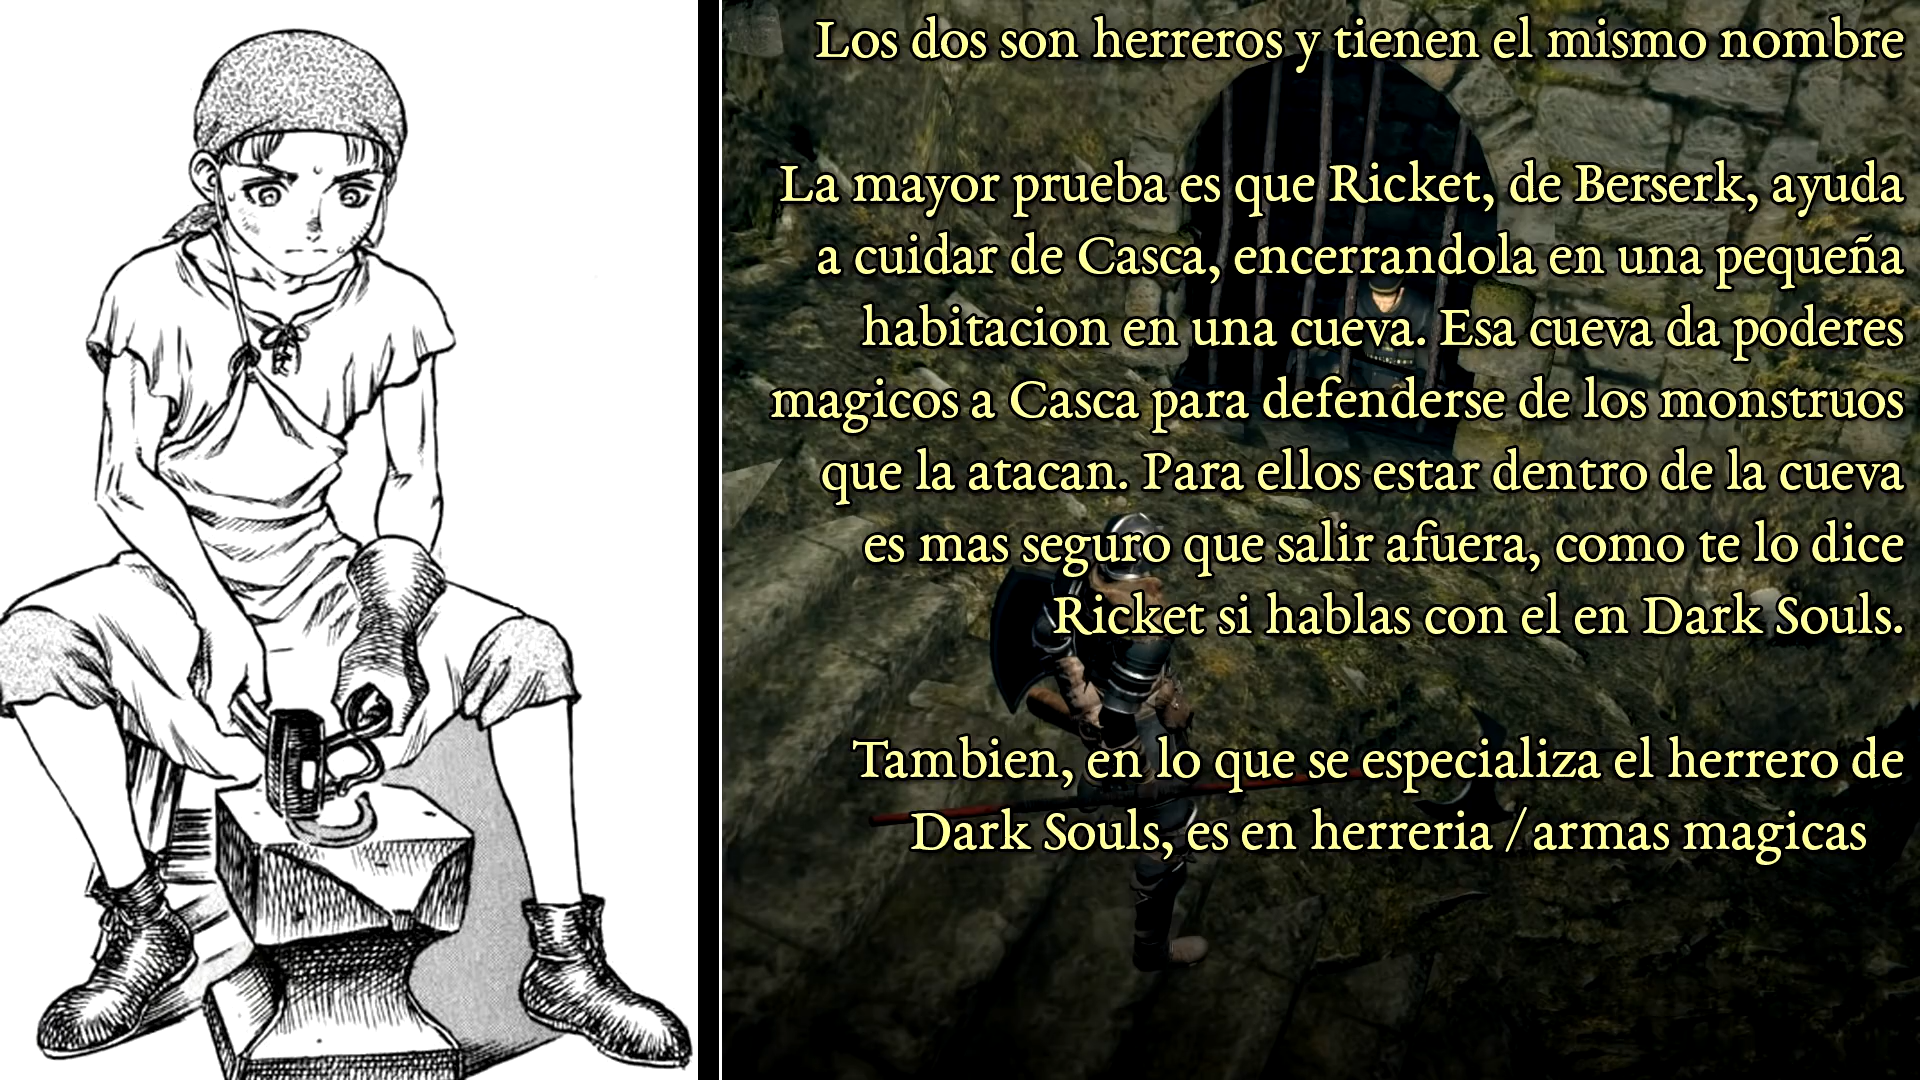 Los dos son herreros y tienen el mismo nombre
La mayor prueba es que Ricket, de Berserk, ayuda
a cuidar de Casca, encerrandola en una pequeña
habitacion en una cueva. Esa cueva da poderes
magicos a Casca para defenderse de los monstruos
que la atacan. Para ellos estar dentro de la cueva
es mas seguro que salir afuera, como te lo dice
Ricket si hablas con el en Dark Souls.
Tambien, en lo que se especializa el herrero de
Dark Souls, es en herreria / armas magicas